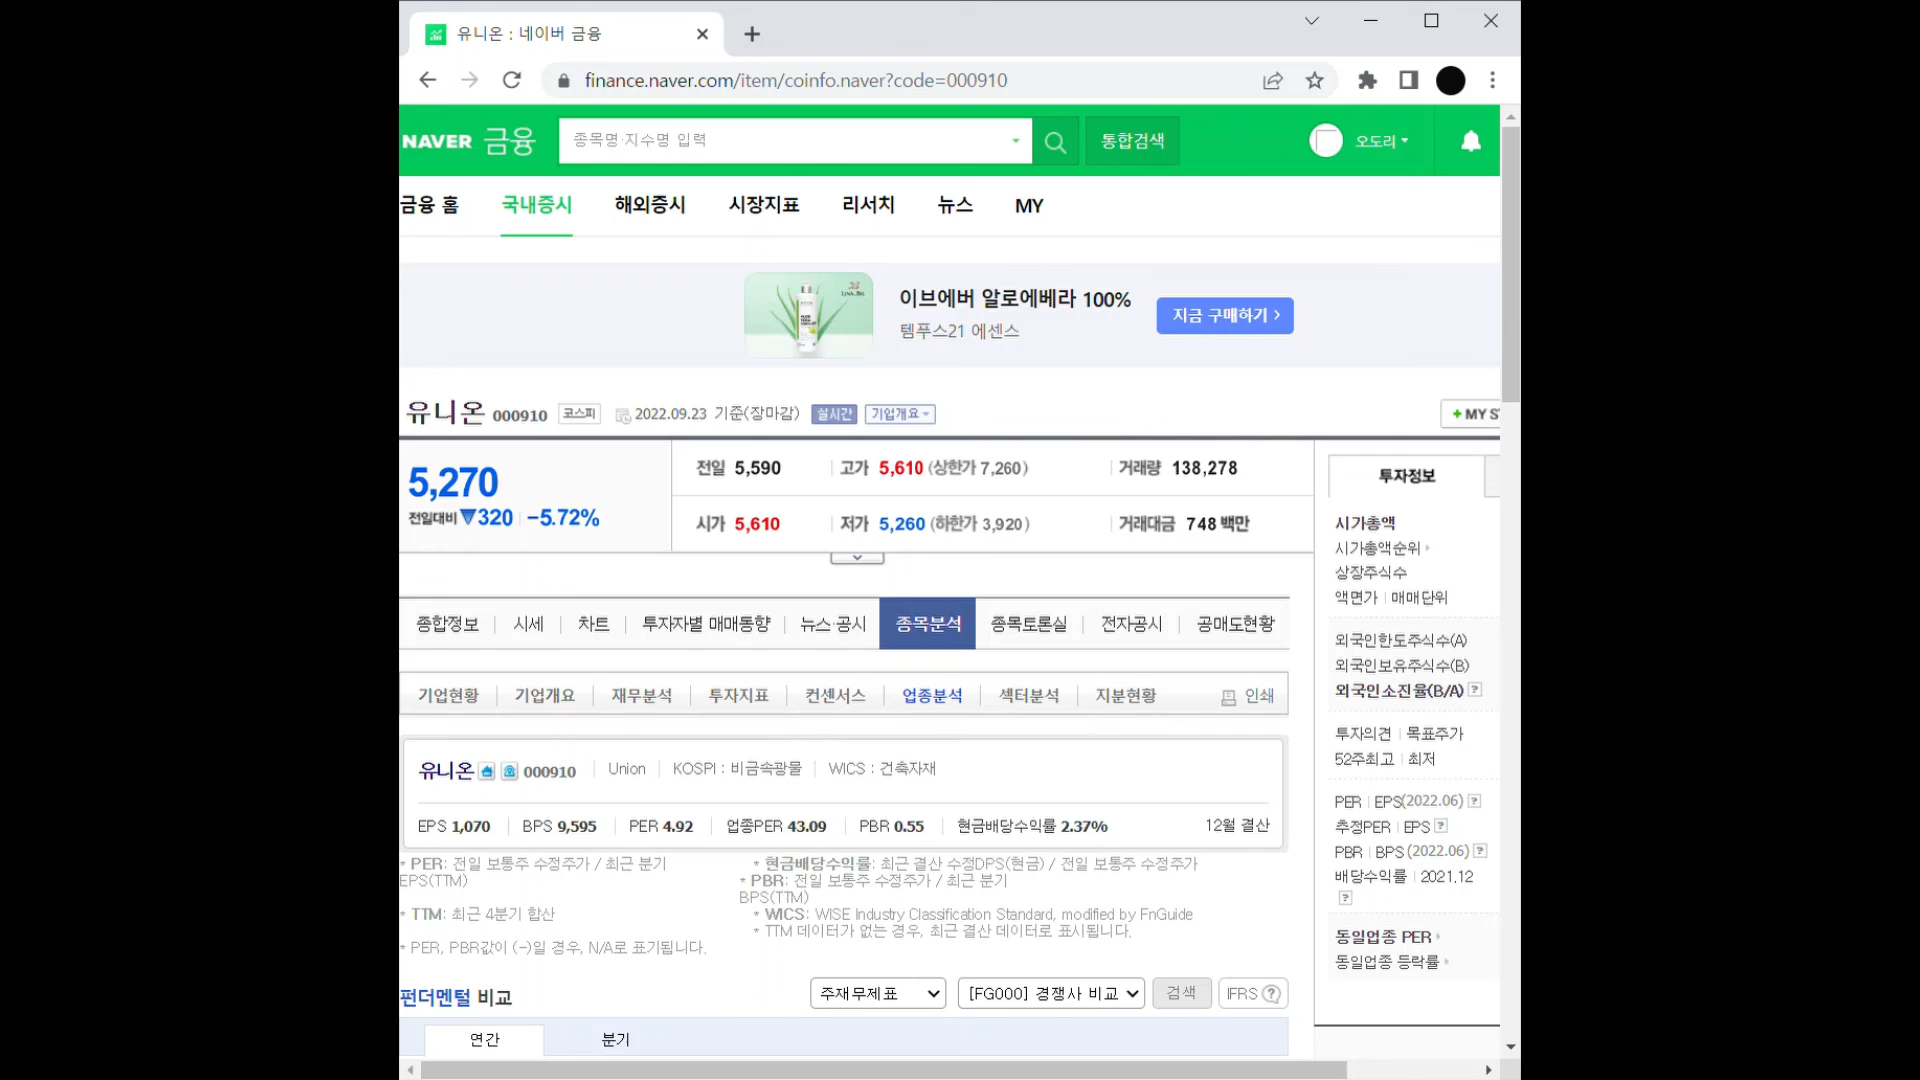 유니온 : 네이버 금융
finance.naver.com/item/coinfo.naver?code=000910
NAVER 금융 종목명·지수명 입력 통합검색 오도리
금융 홈 국내증시 해외증시 시장지표 리서치 뉴스 MY
이브에버 알로에베라 100%
템푸스21 에센스
지금 구매하기 >
유니온 000910 코스피 2022.09.23 기준(장마감) 실시간 기업개요
+ MY S
5,270
전일대비 ▼320 -5.72%
전일 5,590 고가 5,610 (상한가 7,260) 거래량 138,278
시가 5,610 저가 5,260 (하한가 3,920) 거래대금 748 백만
종합정보 시세 차트 투자자별 매매동향 뉴스·공시 종목분석 종목토론실 전자공시 공매도현황
기업현황 기업개요 재무분석 투자지표 컨센서스 업종분석 섹터분석 지분현황 인쇄
유니온 000910 Union KOSPI : 비금속광물 WICS : 건축자재
EPS 1,070 BPS 9,595 PER 4.92 업종PER 43.09 PBR 0.55 현금배당수익률 2.37% 12월 결산
* PER: 전일 보통주 수정주가 / 최근 분기
EPS(TTM)
* 현금배당수익률: 최근 결산 수정DPS(현금) / 전일 보통주 수정주가
* PBR: 전일 보통주 수정주가 / 최근 분기
BPS(TTM)
* TTM: 최근 4분기 합산
* WICS: WISE Industry Classification Standard, modified by FnGuide
* TTM 데이터가 없는 경우, 최근 결산 데이터로 표시됩니다.
* PER, PBR값이 (-)일 경우, N/A로 표기됩니다.
펀더멘털 비교 주재무제표 [FG000] 경쟁사 비교 검색 IFRS ?
연간 분기
투자정보
시가총액
시가총액순위
상장주식수
액면가 매매단위
외국인한도주식수(A)
외국인보유주식수(B)
외국인소진율(B/A) ?
투자의견 목표주가
52주최고 최저
PER EPS(2022.06) ?
추정PER EPS ?
PBR BPS (2022.06) ?
배당수익률 2021.12
?
동일업종 PER
동일업종 등락률